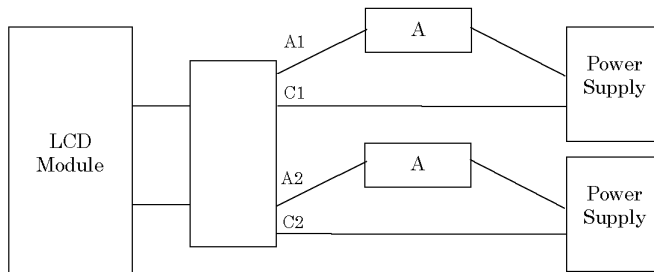 A1
A
Power
Supply
C1
LCD
Module
A2
A
Power
Supply
C2